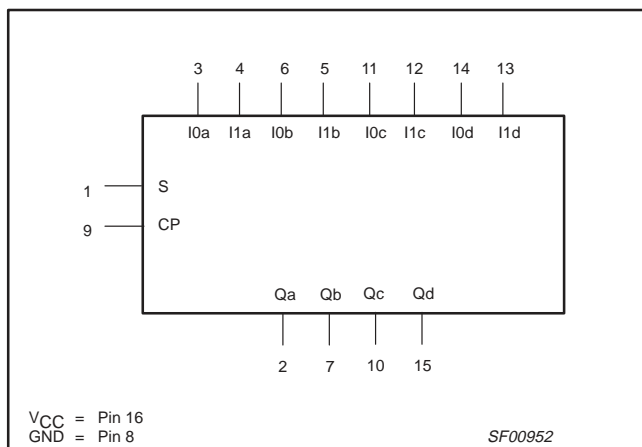 3 4 6 5 11 12 14 13
I0a I1a I0b I1b I0c I1c I0d I1d
1 S
9 CP
Qa Qb Qc Qd
2 7 10 15
VCC = Pin 16
GND = Pin 8
SF00952